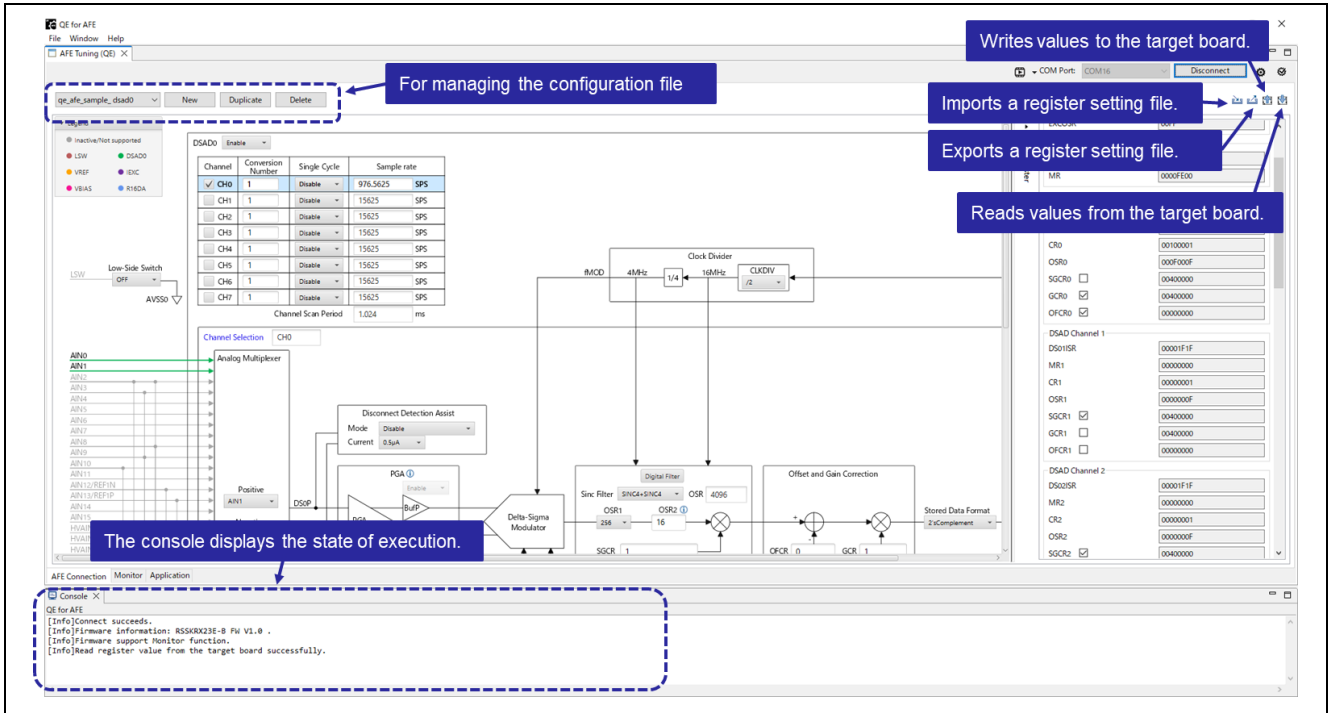 QE for AFE
File Window Help
AFE Tuning (QE)
Writes values to the target board.
For managing the configuration file
COM Port: COM16 Disconnect
qe_afe_sample_ dsad0 New Duplicate Delete
Imports a register setting file.
Exports a register setting file.
Reads values from the target board.
Inactive/Not supported
LSW DSAD0
VREF IEXC
VBIAS R16DA
DSAD0 Enable
Channel Conversion Number Single Cycle Sample rate
CH0 1 Disable 976.5625 SPS
CH1 1 Disable 15625 SPS
CH2 1 Disable 15625 SPS
CH3 1 Disable 15625 SPS
CH4 1 Disable 15625 SPS
CH5 1 Disable 15625 SPS
CH6 1 Disable 15625 SPS
CH7 1 Disable 15625 SPS
Channel Scan Period 1.024 ms
LSW
Low-Side Switch
OFF
AVSS0
Clock Divider
fMOD 4MHz 1/4 16MHz CLKDIV
/2
Channel Selection CH0
AIN0
AIN1
AIN2
AIN3
AIN4
AIN5
AIN6
AIN7
AIN8
AIN9
AIN10
AIN11
AIN12/REF1N
AIN13/REF1P
AIN14
AIN15
Analog Multiplexer
Positive
AIN1
DS0P
Disconnect Detection Assist
Mode Disable
Current 0.5μA
PGA
Enable
BufP
Delta-Sigma
Modulator
Digital Filter
Sinc Filter SINC4+SINC4 OSR 4096
OSR1 OSR2
256 16
SGCR 1
Offset and Gain Correction
+
-
OFCR 0 GCR 1
Stored Data Format
2'sComplement
MR 0000FE00
CR0 00100001
OSR0 000F000F
SGCR0 00400000
GCR0 00400000
OFCR0 00000000
DSAD Channel 1
DS01ISR 00001F1F
MR1 00000000
CR1 00000001
OSR1 0000000F
SGCR1 00400000
GCR1 00400000
OFCR1 00000000
DSAD Channel 2
DS02ISR 00001F1F
MR2 00000000
CR2 00000001
OSR2 0000000F
SGCR2 00400000
The console displays the state of execution.
AFE Connection Monitor Application
Console
QE for AFE
[Info]Connect succeeds.
[Info]Firmware information: RSSKRX23E-B FW V1.0 .
[Info]Firmware support Monitor function.
[Info]Read register value from the target board successfully.